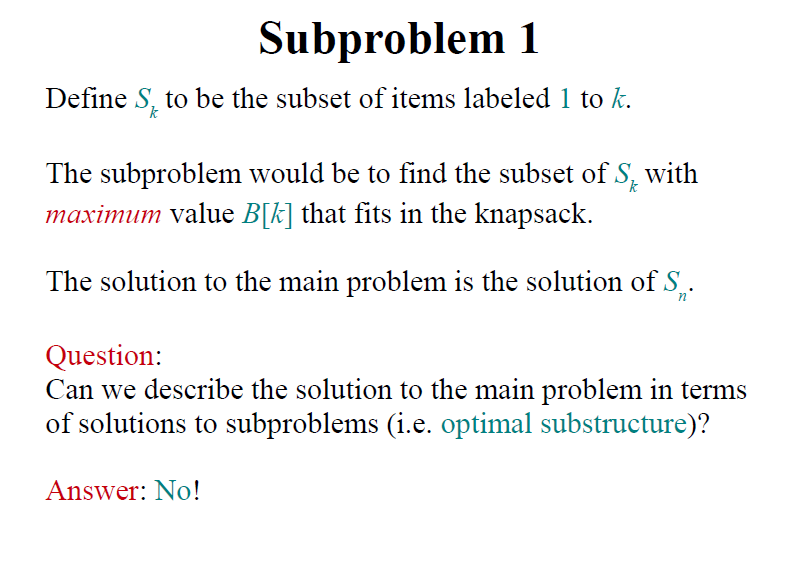 Subproblem 1
Define Sₖ to be the subset of items labeled 1 to k.
The subproblem would be to find the subset of Sₖ with
maximum value B[k] that fits in the knapsack.
The solution to the main problem is the solution of Sₙ.
Question:
Can we describe the solution to the main problem in terms
of solutions to subproblems (i.e. optimal substructure)?
Answer: No!